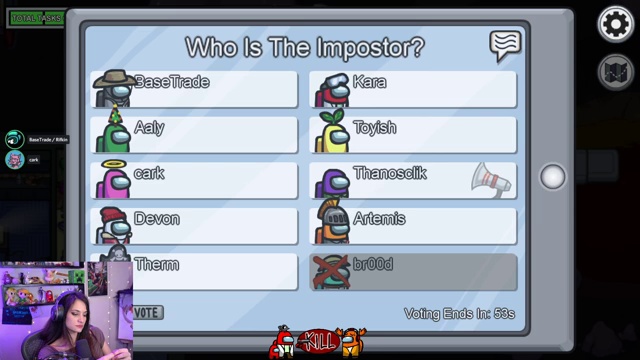 TOTAL TASKS
Who Is The Impostor?
BaseTrade
Kara
Aaly
Toyish
BaseTrade / Rifkin
cark
cark
Thanosclik
Devon
Artemis
Therm
br00d
VOTE
Voting Ends In: 53s
KILL